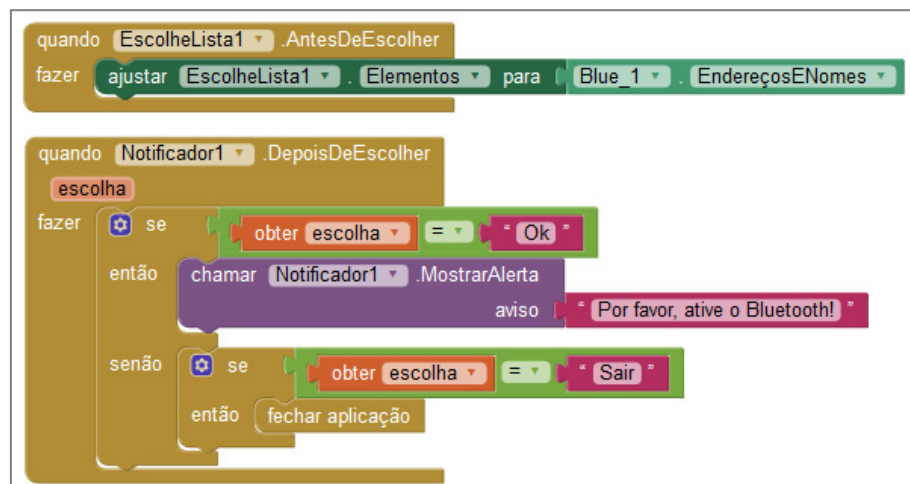 quando EscolheLista1 .AntesDeEscolher
fazer ajustar EscolheLista1 . Elementos para Blue_1 . EndereçosENomes
quando Notificador1 .DepoisDeEscolher
escolha
fazer se obter escolha = " Ok "
então chamar Notificador1 .MostrarAlerta
aviso " Por favor, ative o Bluetooth! "
senão se obter escolha = " Sair "
então fechar aplicação